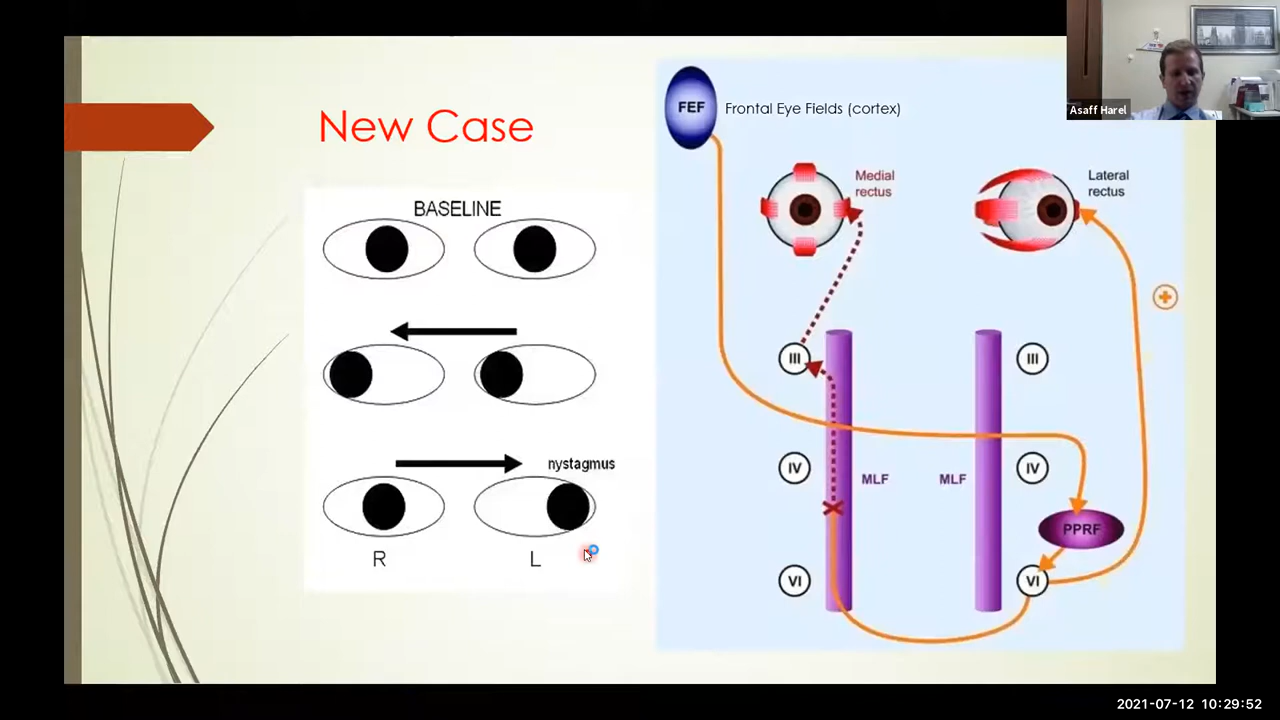 New Case
BASELINE
nystagmus
R
L
FEF
Frontal Eye Fields (cortex)
Medial
rectus
Lateral
rectus
III
III
IV
IV
MLF
MLF
PPRF
VI
VI
Asaff Harel
2021-07-12 10:29:52